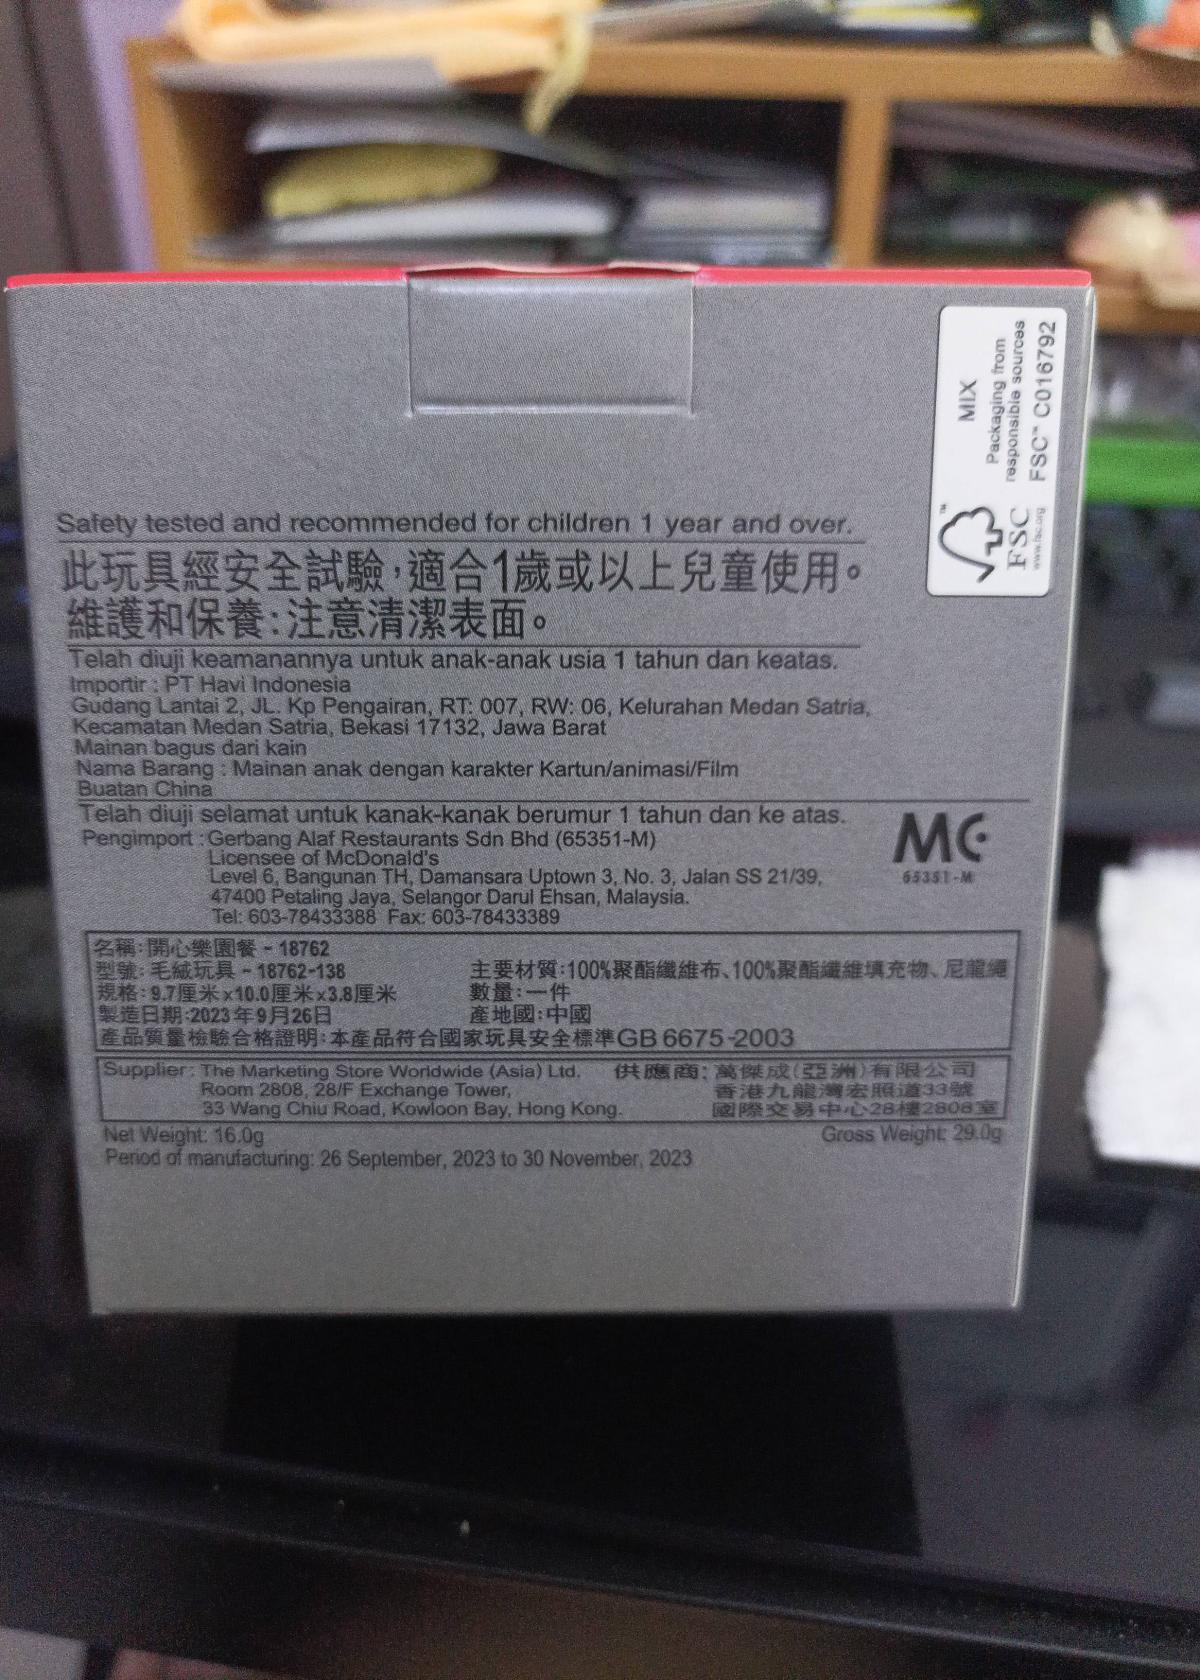 MIX
Packaging from
responsible sources
FSC™ C016792
FSC
www.fsc.org
Safety tested and recommended for children 1 year and over.
此玩具經安全試驗，適合1歲或以上兒童使用。
維護和保養：注意清潔表面。
Telah diuji keamanannya untuk anak-anak usia 1 tahun dan keatas.
Importir : PT Havi Indonesia
Gudang Lantai 2, JL. Kp Pengairan, RT: 007, RW: 06, Kelurahan Medan Satria,
Kecamatan Medan Satria, Bekasi 17132, Jawa Barat
Mainan bagus dari kain
Nama Barang : Mainan anak dengan karakter Kartun/animasi/Film
Buatan China
Telah diuji selamat untuk kanak-kanak berumur 1 tahun dan ke atas.
Pengimport : Gerbang Alaf Restaurants Sdn Bhd (65351-M)
Licensee of McDonald's
Level 6, Bangunan TH, Damansara Uptown 3, No. 3, Jalan SS 21/39,
47400 Petaling Jaya, Selangor Darul Ehsan, Malaysia.
Tel: 603-78433388 Fax: 603-78433389
MC
65351-M
名稱：開心樂園餐 - 18762
型號：毛絨玩具 - 18762-138 主要材質：100%聚酯纖維布、100%聚酯纖維填充物、尼龍繩
規格：9.7厘米x10.0厘米x3.8厘米 數量：一件
製造日期：2023年9月26日 產地國：中國
產品質量檢驗合格證明：本產品符合國家玩具安全標準GB 6675-2003
Supplier : The Marketing Store Worldwide (Asia) Ltd. 供應商：萬傑成(亞洲)有限公司
Room 2808, 28/F Exchange Tower, 香港九龍灣宏照道33號
33 Wang Chiu Road, Kowloon Bay, Hong Kong. 國際交易中心28樓2808室
Net Weight: 16.0g Gross Weight: 29.0g
Period of manufacturing: 26 September, 2023 to 30 November, 2023